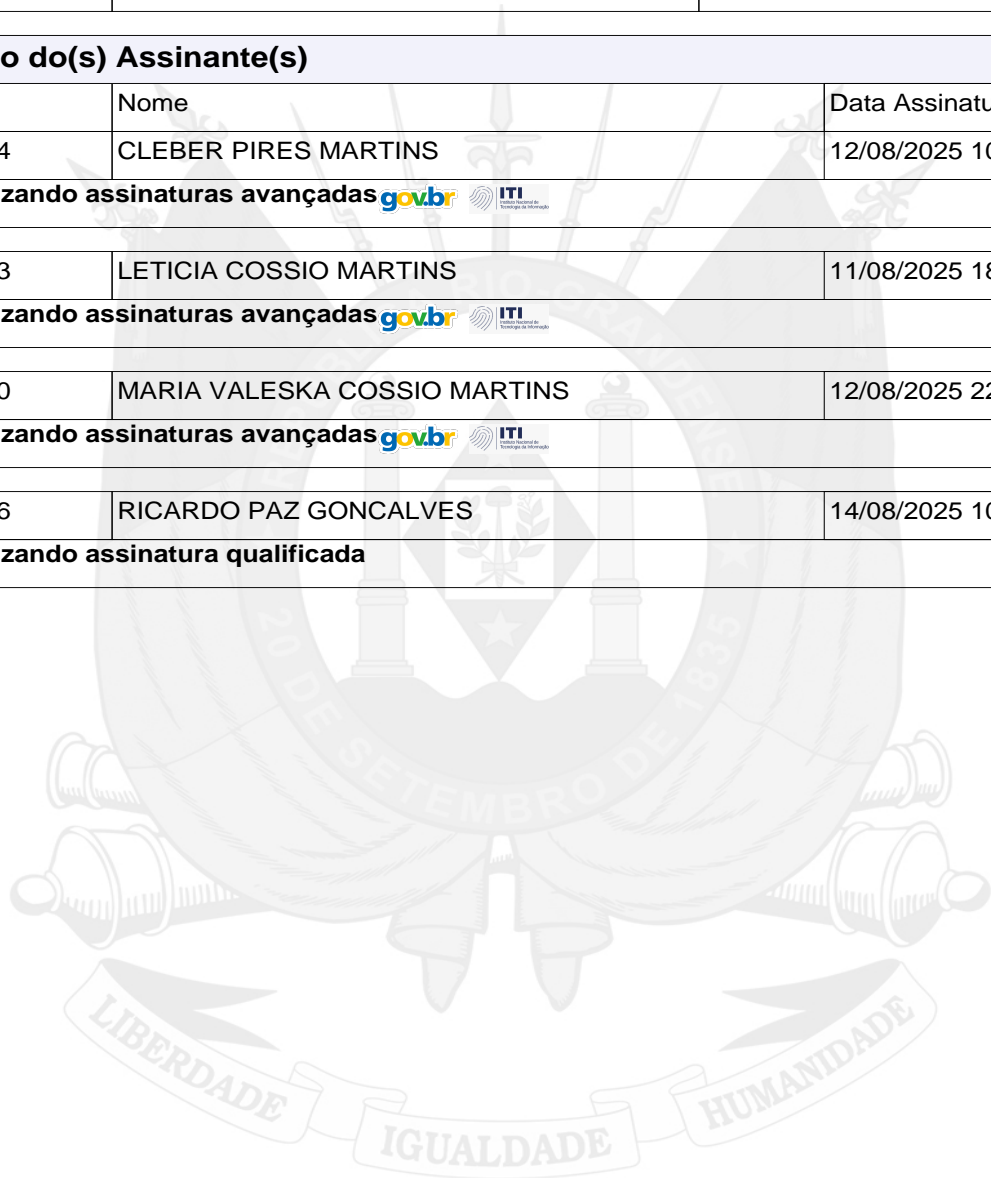 o do(s) Assinante(s)
Nome Data Assinatu
4 CLEBER PIRES MARTINS 12/08/2025 10
zando assinaturas avançadas gov.br ITI
3 LETICIA COSSIO MARTINS 11/08/2025 18
zando assinaturas avançadas gov.br ITI
0 MARIA VALESKA COSSIO MARTINS 12/08/2025 22
zando assinaturas avançadas gov.br ITI
6 RICARDO PAZ GONCALVES 14/08/2025 10
zando assinatura qualificada
20 DE SETEMBRO DE 1835
LIBERDADE IGUALDADE HUMANIDADE